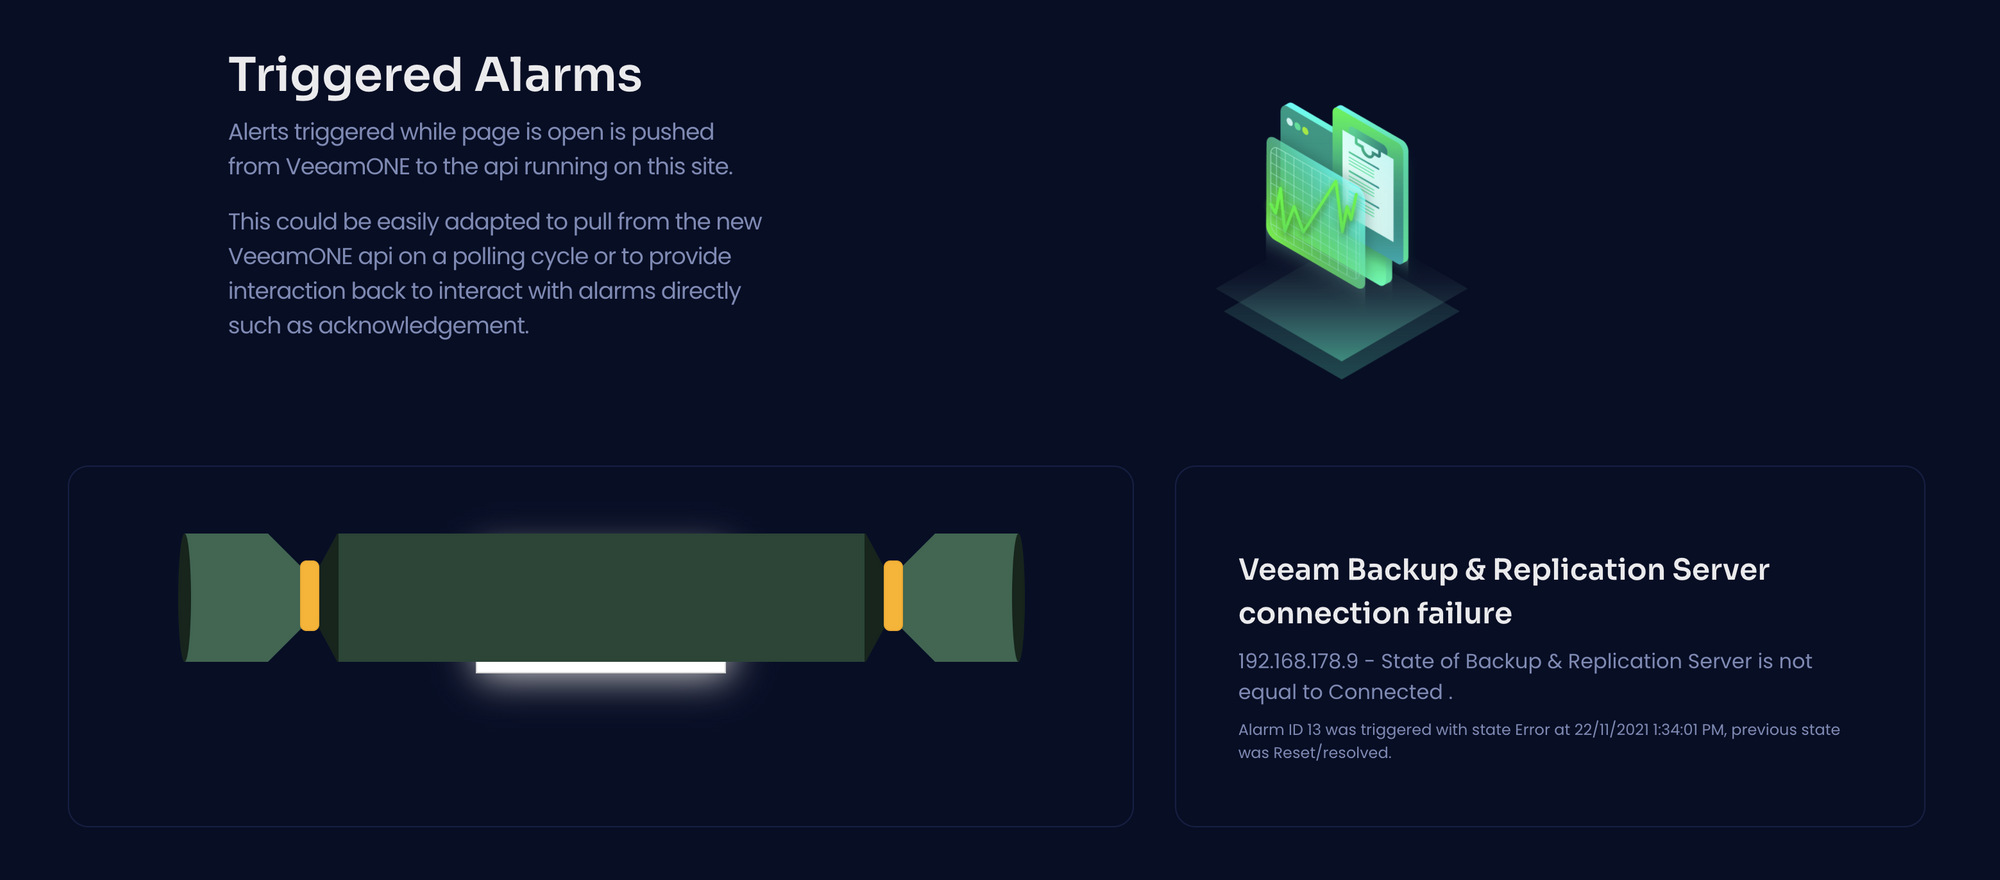 Triggered Alarms
Alerts triggered while page is open is pushed
from VeeamONE to the api running on this site.
This could be easily adapted to pull from the new
VeeamONE api on a polling cycle or to provide
interaction back to interact with alarms directly
such as acknowledgement.
Veeam Backup & Replication Server
connection failure
192.168.178.9 - State of Backup & Replication Server is not
equal to Connected .
Alarm ID 13 was triggered with state Error at 22/11/2021 1:34:01 PM, previous state
was Reset/resolved.